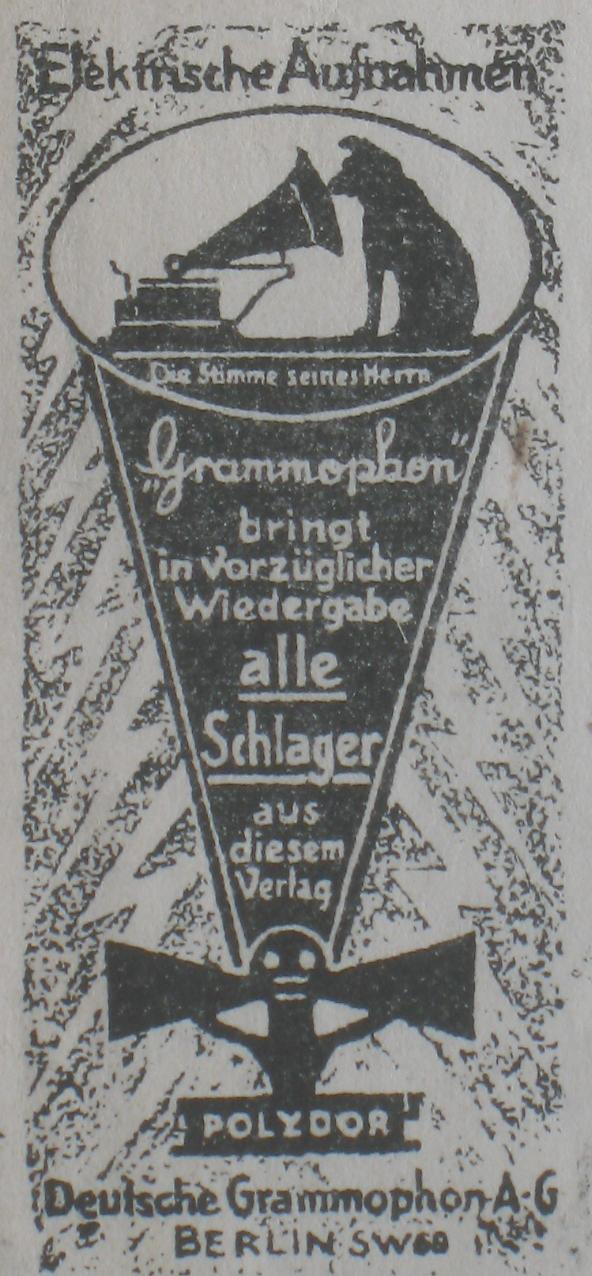 Elektrische Aufnahmen
Die Stimme seines Herrn
„Grammophon"
bringt
in vorzüglicher
Wiedergabe
alle
Schlager
aus
diesem
Verlag
POLYDOR
Deutsche Grammophon-A-G
BERLIN SW68